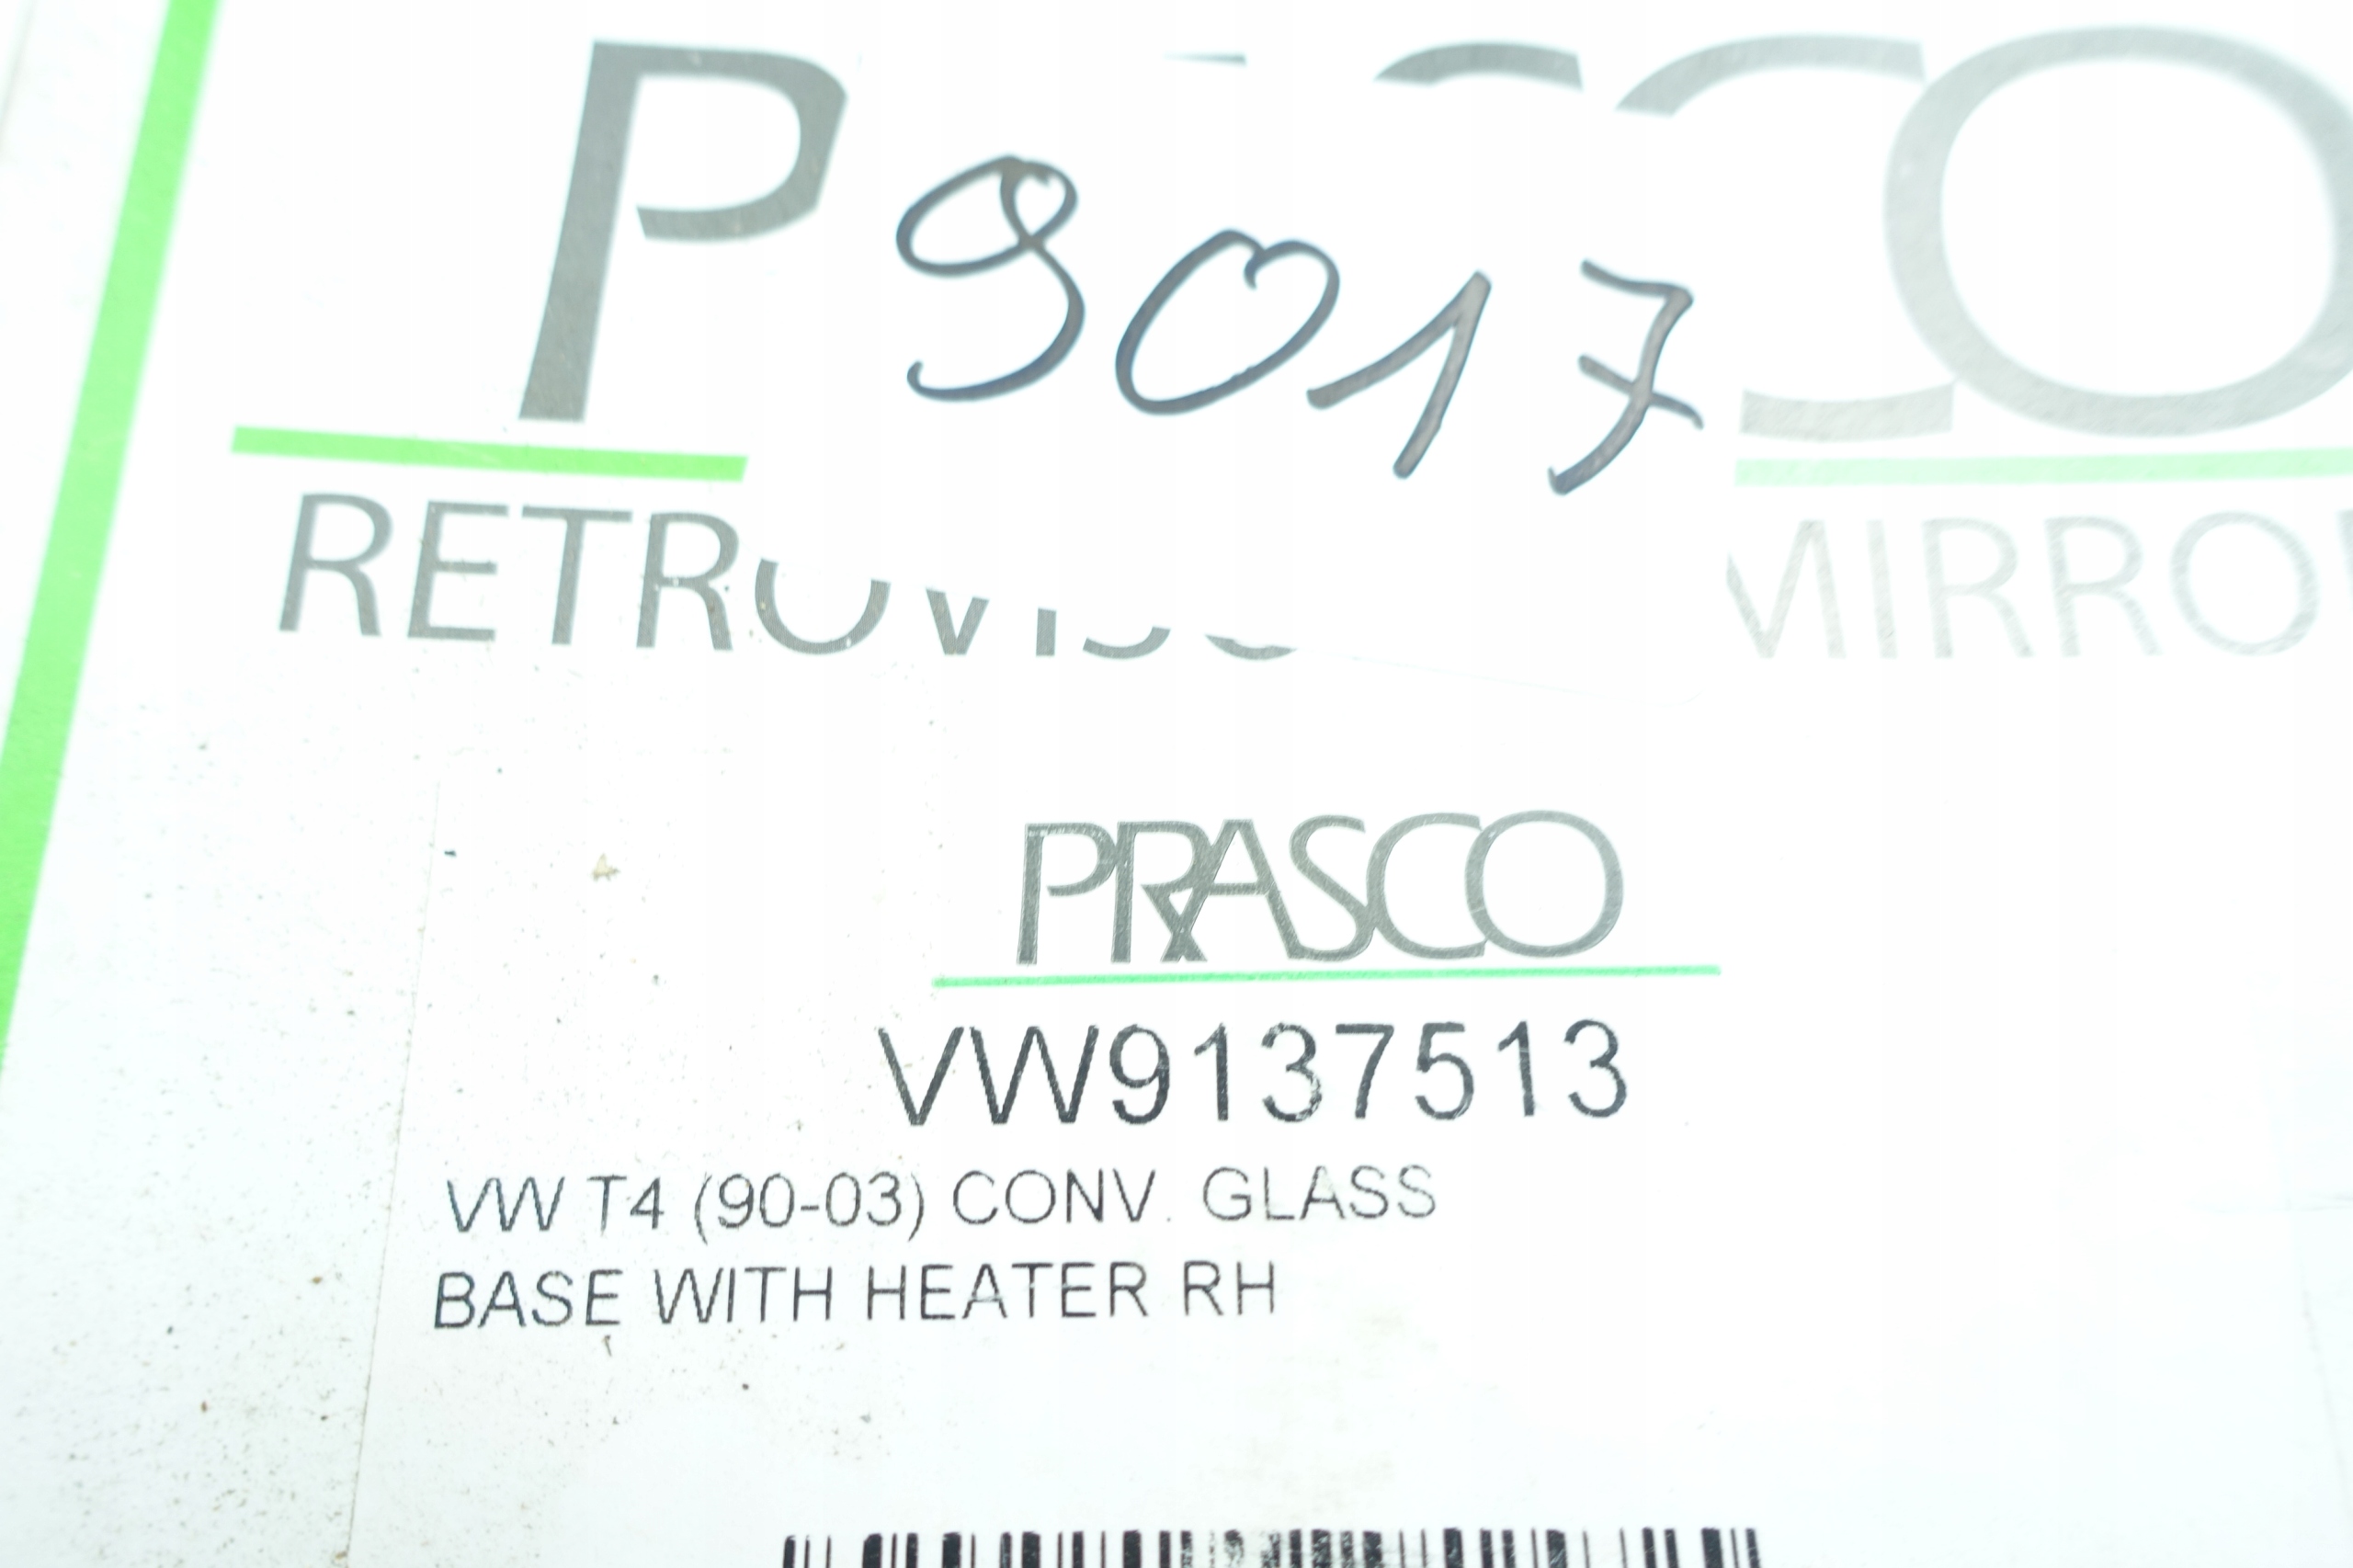 9017
PRASCO
VW9137513
VW T4 (90-03) CONV. GLASS
BASE WITH HEATER RH